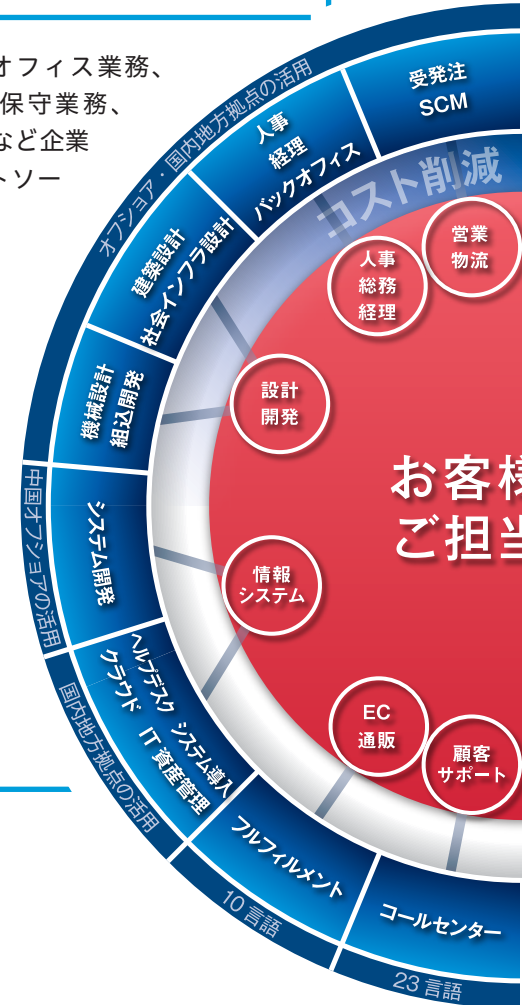 オフィス業務、
保守業務、
など企業
トソー
オフショア・国内地方拠点の活用
受発注
SCM
人事
経理
バックオフィス
建築設計
社会インフラ設計
機械設計
組込開発
中国オフショアの活用
システム開発
国内地方拠点の活用
ヘルプデスク システム導入
クラウド IT 資産管理
10 言語
フルフィルメント
23 言語
コールセンター
コスト削減
営業
物流
人事
総務
経理
設計
開発
お客様
ご担当
情報
システム
EC
通販
顧客
サポート